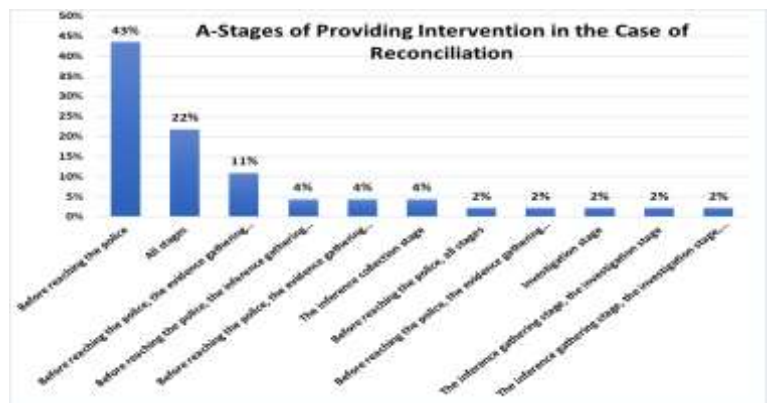 A-Stages of Providing Intervention in the Case of
Reconciliation
50%
45%
40%
35%
30%
25%
20%
15%
10%
5%
0%
43%
22%
11%
4%
4%
4%
2%
2%
2%
2%
2%
Before reaching the police
All stages
Before reaching the police, the evidence gathering...
Before reaching the police, the inference gathering...
Before reaching the police, the evidence gathering...
The inference collection stage
Before reaching the police, all stages
Before reaching the police, the evidence gathering...
Investigation stage
The inference gathering stage, the investigation stage
The inference gathering stage, the investigation stage,...